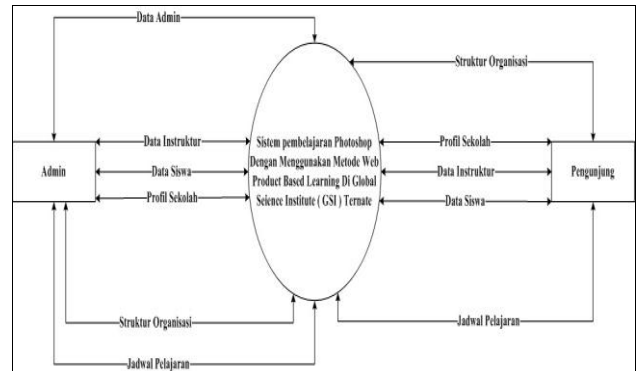 Data Admin
Struktur Organisasi
Data Instruktur
Sistem pembelajaran Photoshop
Profil Sekolah
Admin
Data Siswa
Dengan Menggunakan Metode Web
Data Instruktur
Pengunjung
Profil Sekolah
Product Based Learning Di Global
Data Siswa
Science Institute ( GSI ) Ternate
Struktur Organisasi
Jadwal Pelajaran
Jadwal Pelajaran